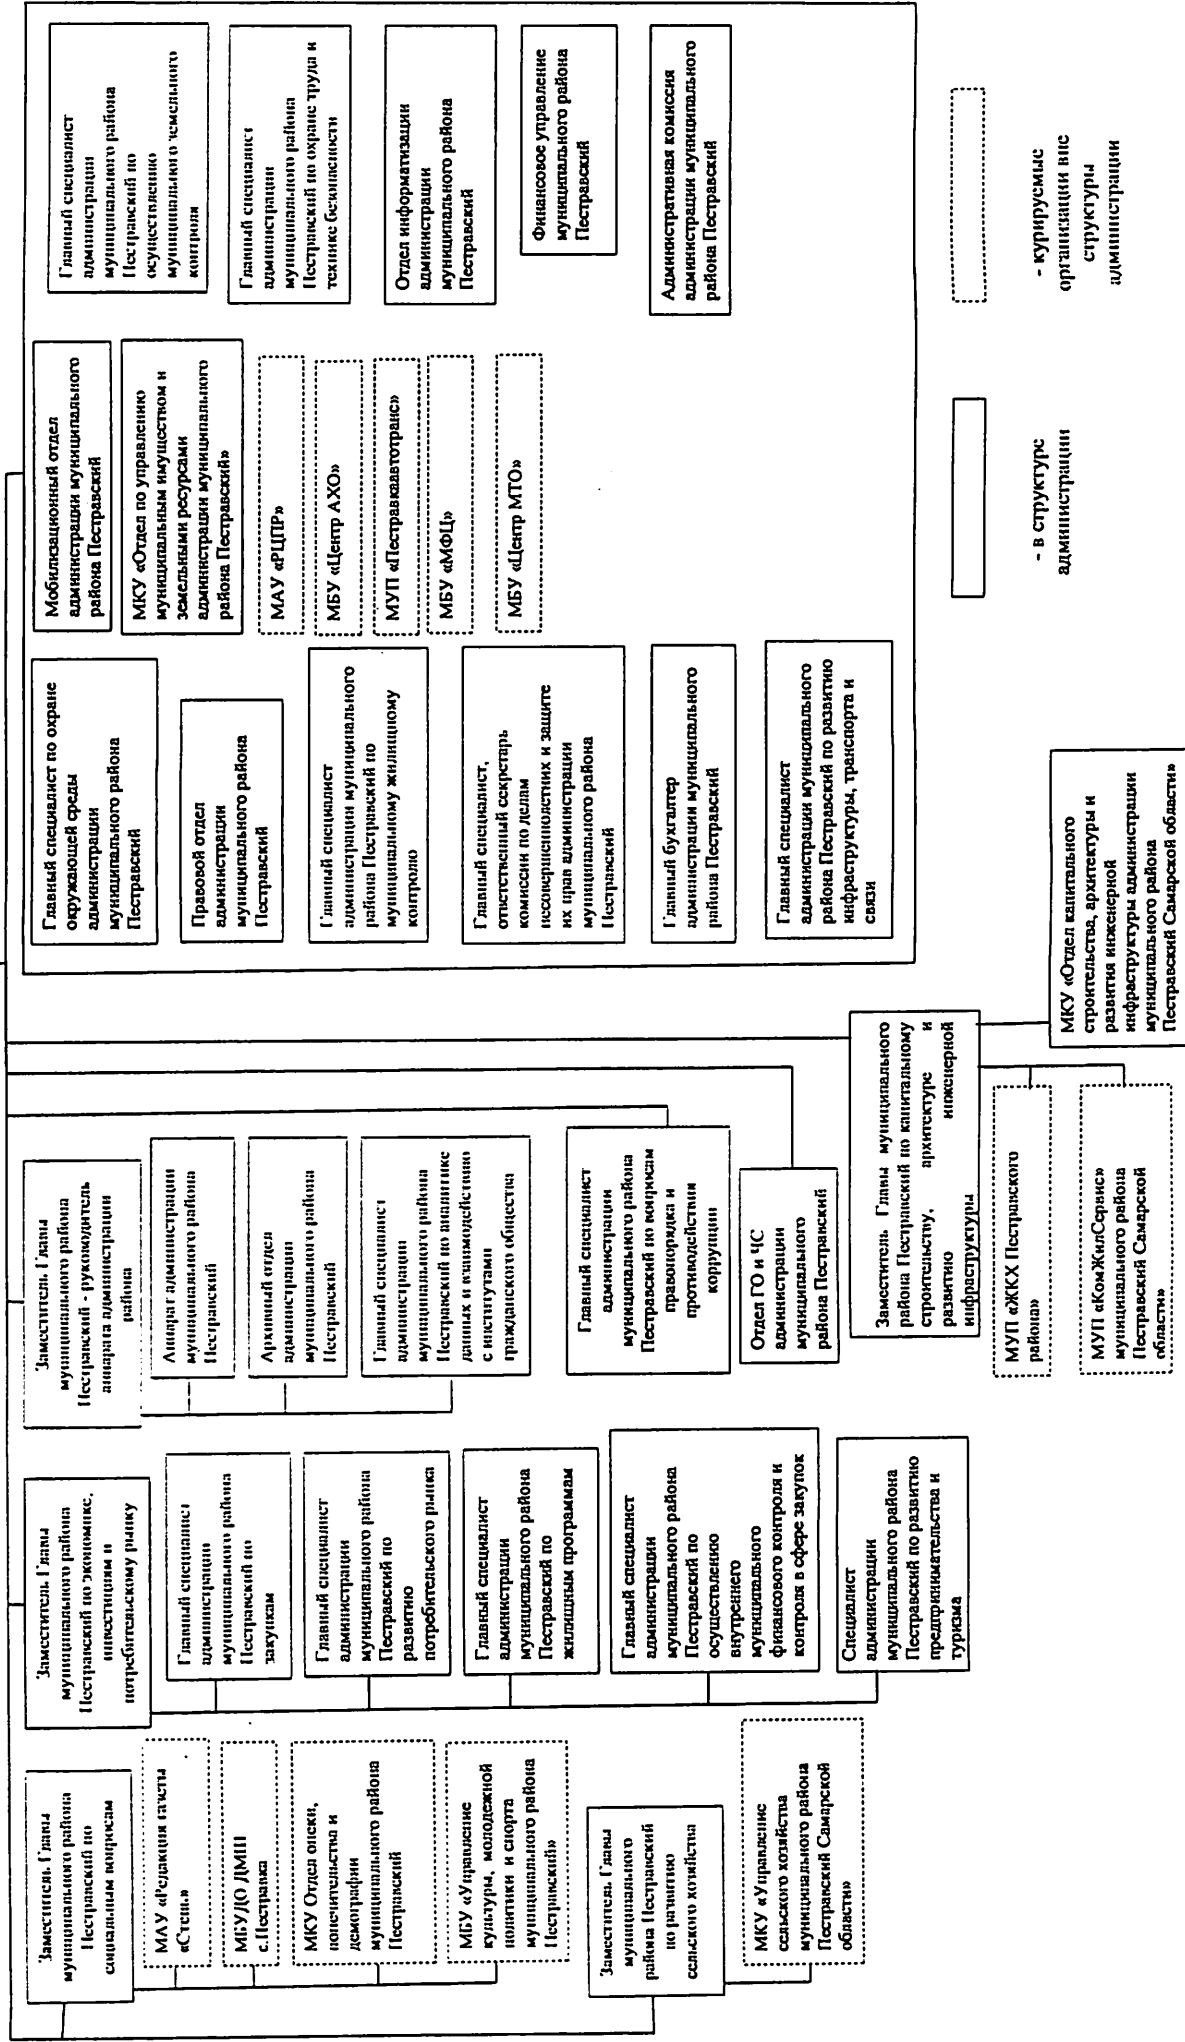 Заместитель Главы
муниципального района
Пестравский по
социальным вопросам
МАУ «Редакция газеты
«Степь»
МБУДО ДМШ
с.Пестравка
МКУ Отдел опеки,
попечительства и
демографии
муниципального района
Пестравский
МБУ «Управление
культуры, молодежной
политики и спорта
муниципального района
Пестравский»
Заместитель Главы
муниципального
района Пестравский
по развитию
сельского хозяйства
МКУ «Управление
сельского хозяйства
муниципального района
Пестравский Самарской
области»
Заместитель Главы
муниципального района
Пестравский по экономике,
инвестициям и
потребительскому рынку
Главный специалист
администрации
муниципального района
Пестравский по
закупкам
Главный специалист
администрации
муниципального района
Пестравский по
развитию
потребительского рынка
Главный специалист
администрации
муниципального района
Пестравский по
жилищным программам
Главный специалист
администрации
муниципального района
Пестравский по
осуществлению
внутреннего
муниципального
финансового контроля и
контроля в сфере закупок
Специалист
администрации
муниципального района
Пестравский по развитию
предпринимательства и
туризма
Заместитель Главы
муниципального района
Пестравский - руководитель
аппарата администрации
района
Аппарат администрации
муниципального района
Пестравский
Архивный отдел
администрации
муниципального района
Пестравский
Главный специалист
администрации
муниципального района
Пестравский по аналитике
данных и взаимодействию
с институтами
гражданского общества
Главный специалист
администрации
муниципального района
Пестравский по вопросам
правопорядка и
противодействия
коррупции
Отдел ГО и ЧС
администрации
муниципального
района Пестравский
Заместитель Главы муниципального
района Пестравский по капитальному
строительству, архитектуре и
развитию инженерной
инфраструктуры
МУП «ЖКХ Пестравского
района»
МУП «КомЖилСервис»
муниципального района
Пестравский Самарской
области»
МКУ «Отдел капитального
строительства, архитектуры и
развития инженерной
инфраструктуры администрации
муниципального района
Пестравский Самарской области»
Главный специалист по охране
окружающей среды
администрации
муниципального района
Пестравский
Правовой отдел
администрации
муниципального района
Пестравский
Главный специалист
администрации муниципального
района Пестравский по
муниципальному жилищному
контролю
Главный специалист,
ответственный секретарь
комиссии по делам
несовершеннолетних и защите
их прав администрации
муниципального района
Пестравский
Главный бухгалтер
администрации муниципального
района Пестравский
Главный специалист
администрации муниципального
района Пестравский по развитию
инфраструктуры, транспорта и
связи
Мобилизационный отдел
администрации муниципального
района Пестравский
МКУ «Отдел по управлению
муниципальным имуществом и
земельными ресурсами
администрации муниципального
района Пестравский»
МАУ «РЦПР»
МБУ «Центр АХО»
МУП «Пестравкаавтотранс»
МБУ «МФЦ»
МБУ «Центр МТО»
Главный специалист
администрации
муниципального района
Пестравский по
осуществлению
муниципального земельного
контроля
Главный специалист
администрации
муниципального района
Пестравский по охране труда и
технике безопасности
Отдел информатизации
администрации
муниципального района
Пестравский
Финансовое управление
муниципального района
Пестравский
Административная комиссия
администрации муниципального
района Пестравский
- в структуре
администрации
- курируемые
организации вне
структуры
администрации